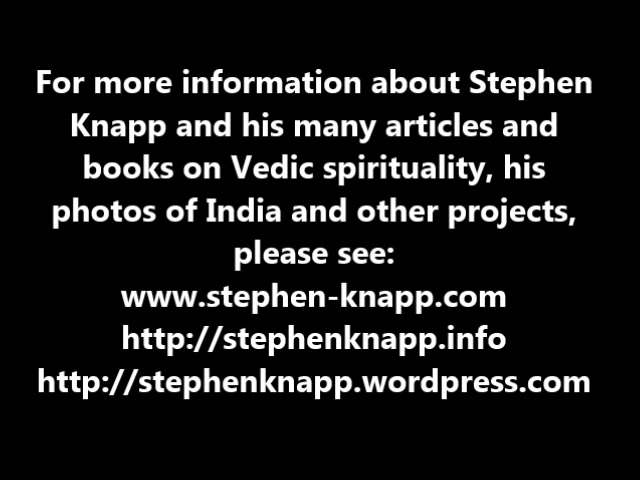 For more information about Stephen
Knapp and his many articles and
books on Vedic spirituality, his
photos of India and other projects,
please see:
www.stephen-knapp.com
http://stephenknapp.info
http://stephenknapp.wordpress.com